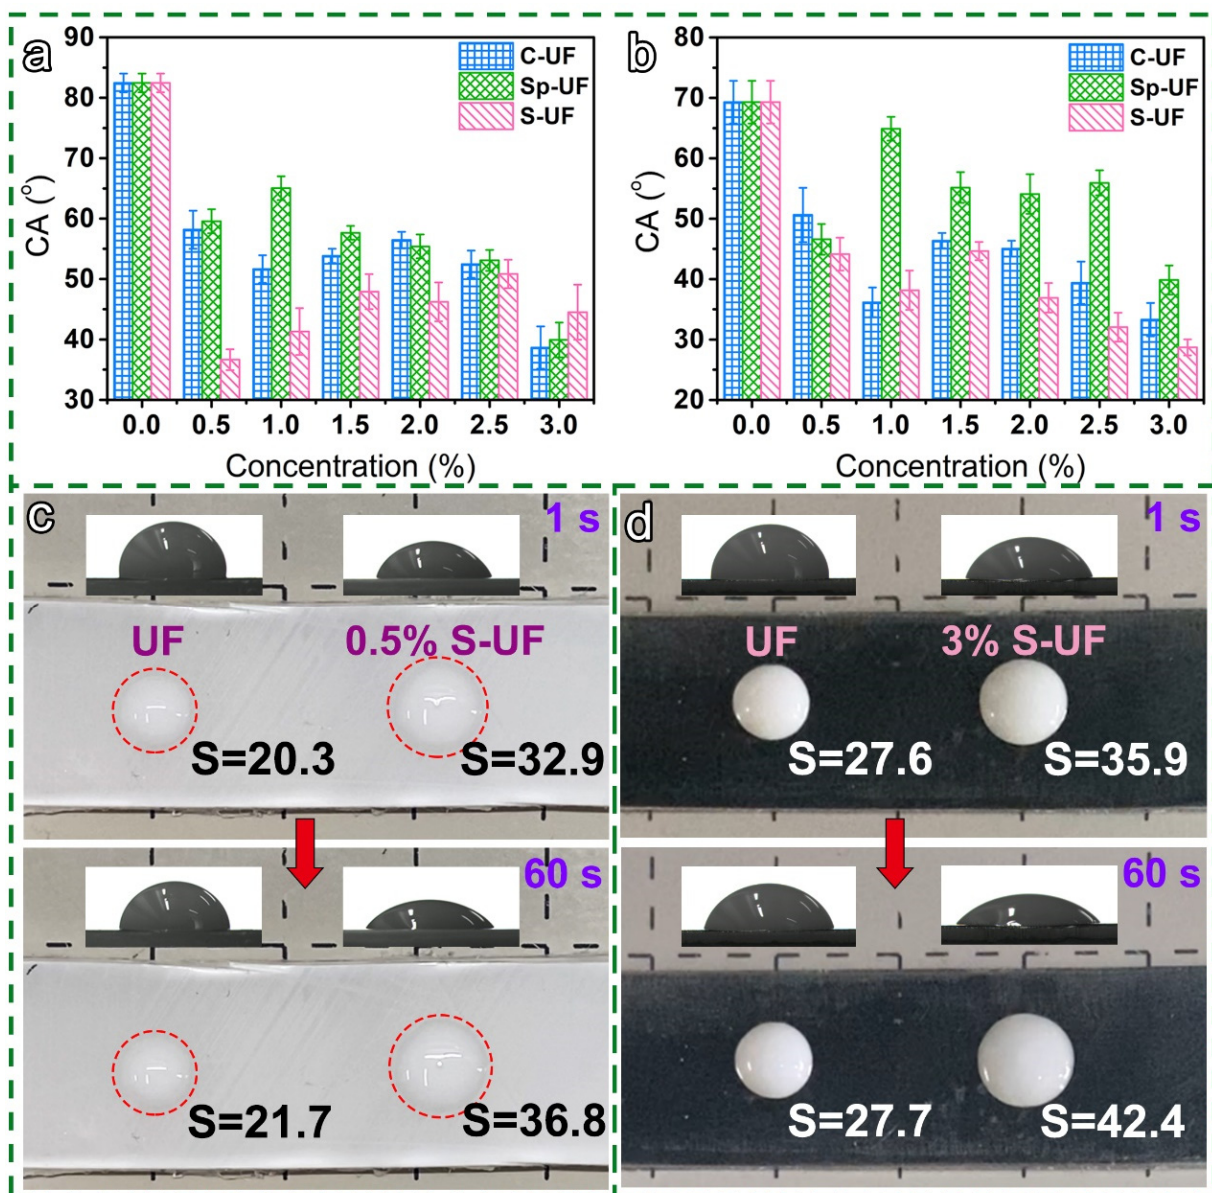 a
90
80
70
60
50
40
30
CA (°)
C-UF
Sp-UF
S-UF
0.0 0.5 1.0 1.5 2.0 2.5 3.0
Concentration (%)
b
80
70
60
50
40
30
20
CA (°)
C-UF
Sp-UF
S-UF
0.0 0.5 1.0 1.5 2.0 2.5 3.0
Concentration (%)
c
1 s
UF 0.5% S-UF
S=20.3 S=32.9
60 s
S=21.7 S=36.8
d
1 s
UF 3% S-UF
S=27.6 S=35.9
60 s
S=27.7 S=42.4